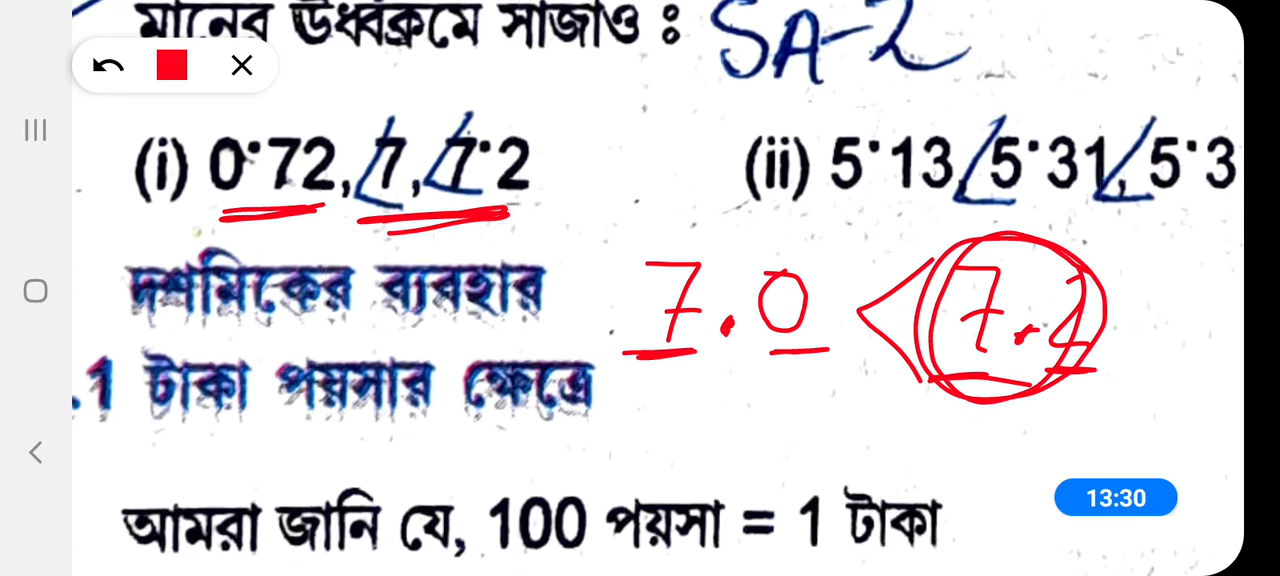 মানের ঊর্ধ্বক্রমে সাজাও : SA-2
(i) 0·72, 7, 7·2 (ii) 5·13, 5·31, 5·3
দশমিকের ব্যবহার
7.0 < 7.2
.1 টাকা পয়সার ক্ষেত্রে
আমরা জানি যে, 100 পয়সা = 1 টাকা
13:30